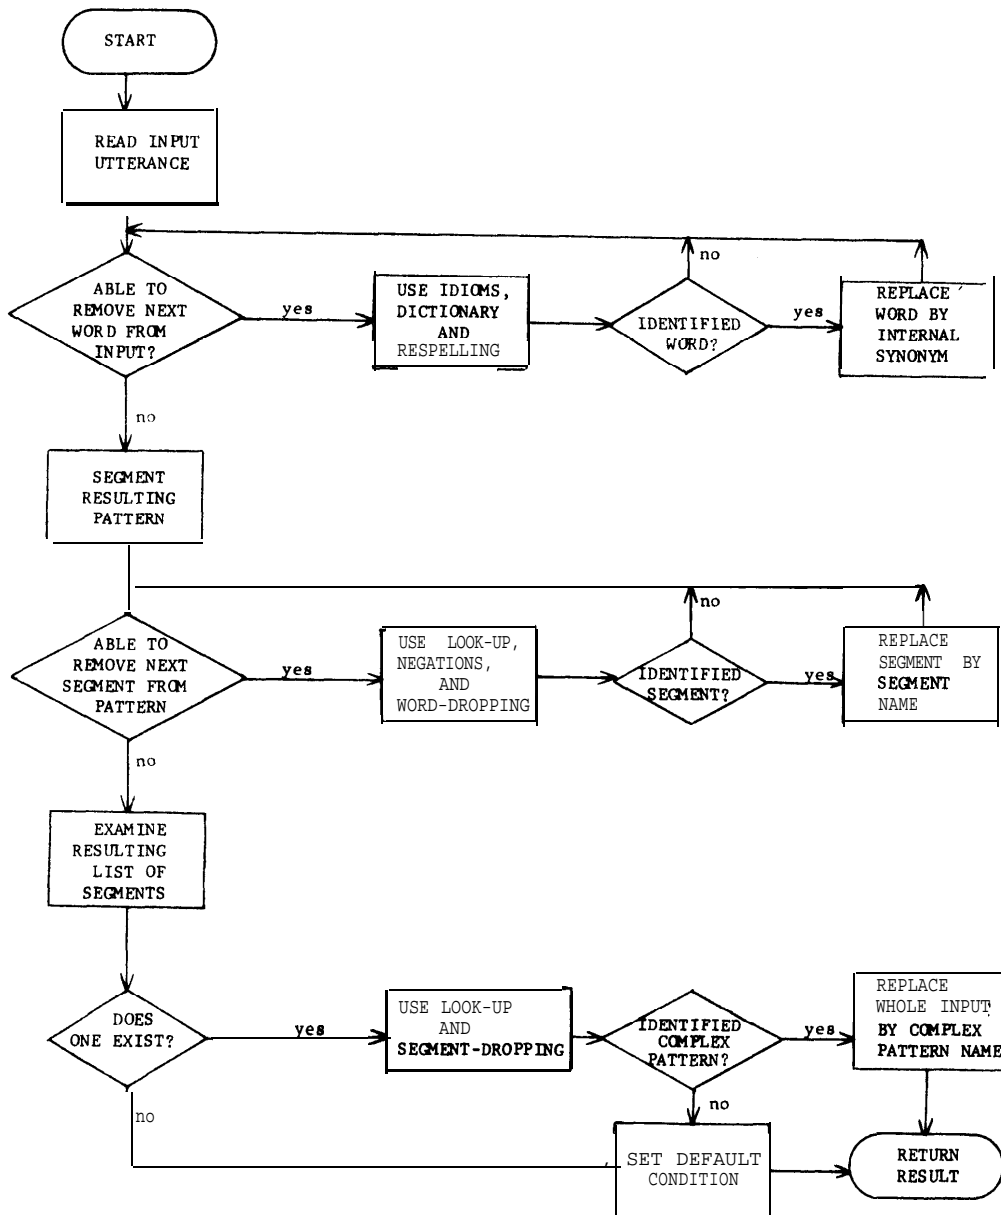 START
READ INPUT
UTTERANCE
no
ABLE TO
REMOVE NEXT
WORD FROM
INPUT?
yes
USE IDIOMS,
DICTIONARY
AND
RESPELLING
IDENTIFIED
WORD?
yes
REPLACE
WORD BY
INTERNAL
SYNONYM
no
SEGMENT
RESULTING
PATTERN
no
ABLE TO
REMOVE NEXT
SEGMENT FROM
PATTERN
yes
USE LOOK-UP,
NEGATIONS,
AND
WORD-DROPPING
IDENTIFIED
SEGMENT?
yes
REPLACE
SEGMENT BY
SEGMENT
NAME
no
EXAMINE
RESULTING
LIST OF
SEGMENTS
DOES
ONE EXIST?
yes
USE LOOK-UP
AND
SEGMENT-DROPPING
IDENTIFIED
COMPLEX
PATTERN?
yes
REPLACE
WHOLE INPUT
BY COMPLEX
PATTERN NAME
no
no
SET DEFAULT
CONDITION
RETURN
RESULT